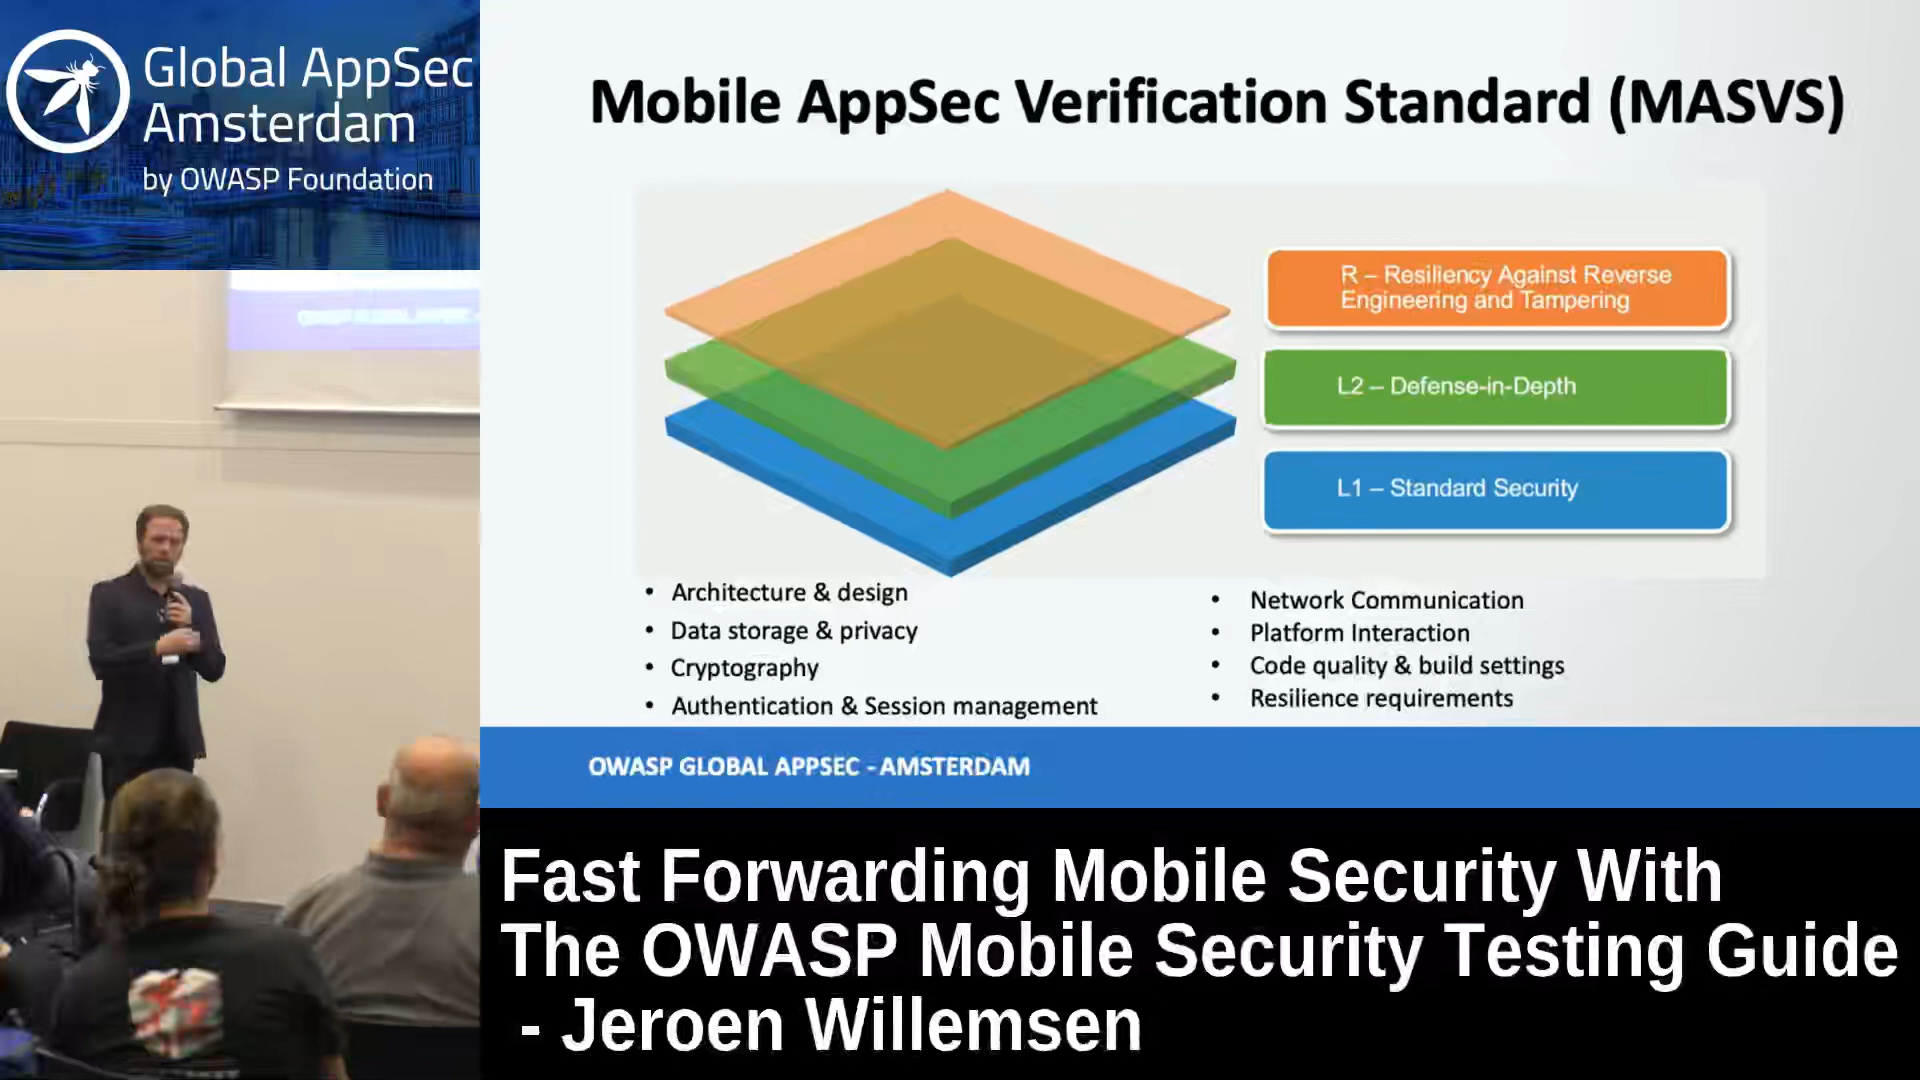 Global AppSec
Amsterdam
by OWASP Foundation
Mobile AppSec Verification Standard (MASVS)
R – Resiliency Against Reverse
Engineering and Tampering
L2 – Defense-in-Depth
L1 – Standard Security
• Architecture & design
• Data storage & privacy
• Cryptography
• Authentication & Session management
• Network Communication
• Platform Interaction
• Code quality & build settings
• Resilience requirements
OWASP GLOBAL APPSEC - AMSTERDAM
OWASP GLOBAL APPSEC -
Fast Forwarding Mobile Security With
The OWASP Mobile Security Testing Guide
- Jeroen Willemsen